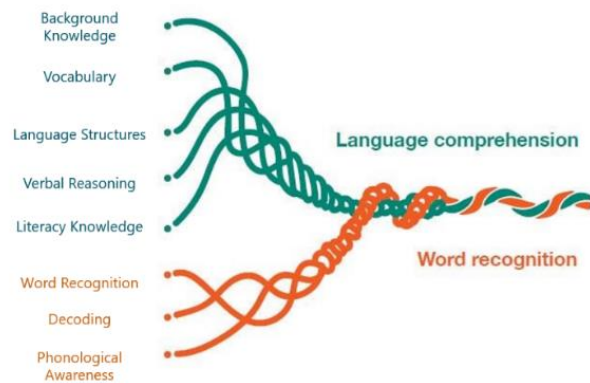 Background
Knowledge
Vocabulary
Language Structures
Verbal Reasoning
Literacy Knowledge
Language comprehension
Word Recognition
Decoding
Phonological
Awareness
Word recognition